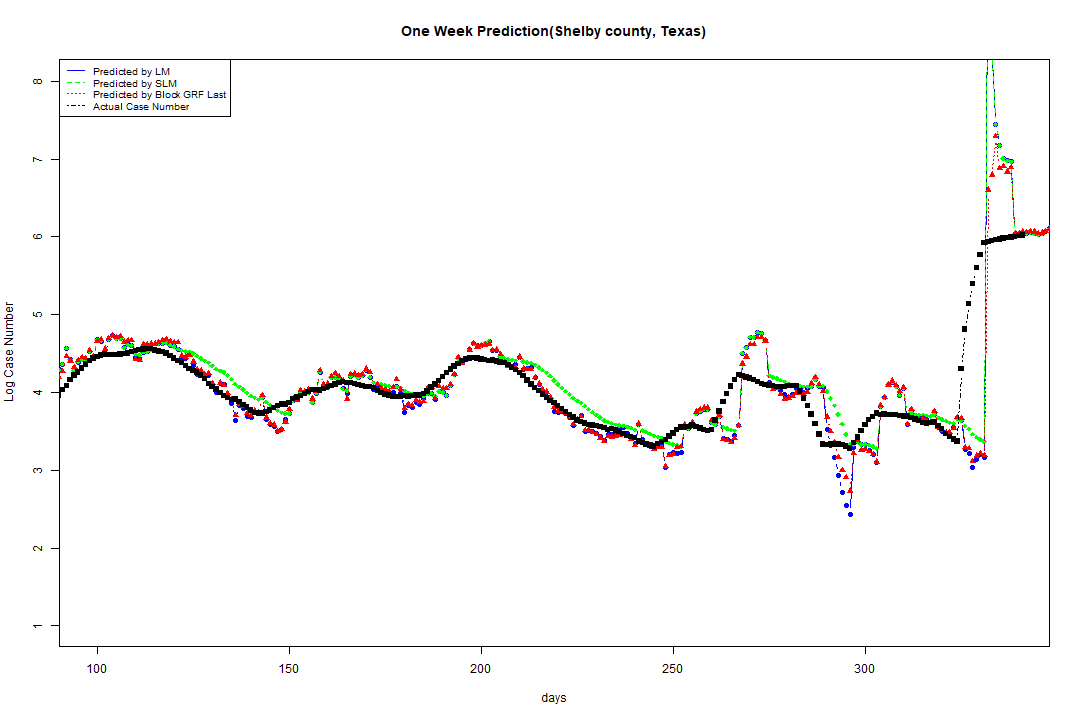 One Week Prediction(Shelby county, Texas)
Predicted by LM
Predicted by SLM
Predicted by Block GRF Last
Actual Case Number
Log Case Number
8
7
6
5
4
3
2
1
100 150 200 250 300
days